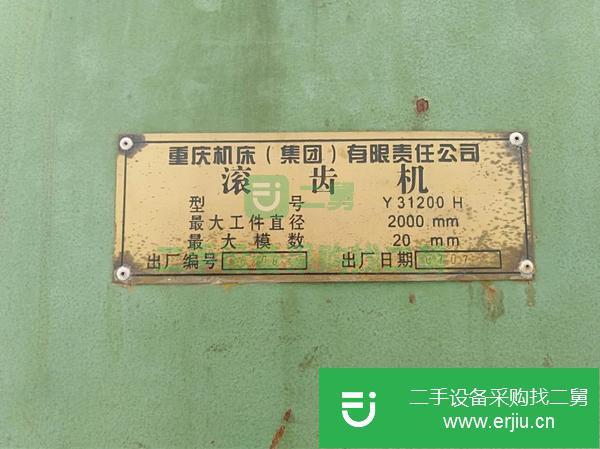 重庆机床(集团)有限责任公司
滚齿机
型号 Y31200H
最大工件直径 2000 mm
最大模数 20 mm
出厂编号 出厂日期
二舅
二手设备采购找二舅
www.erjiu.cn